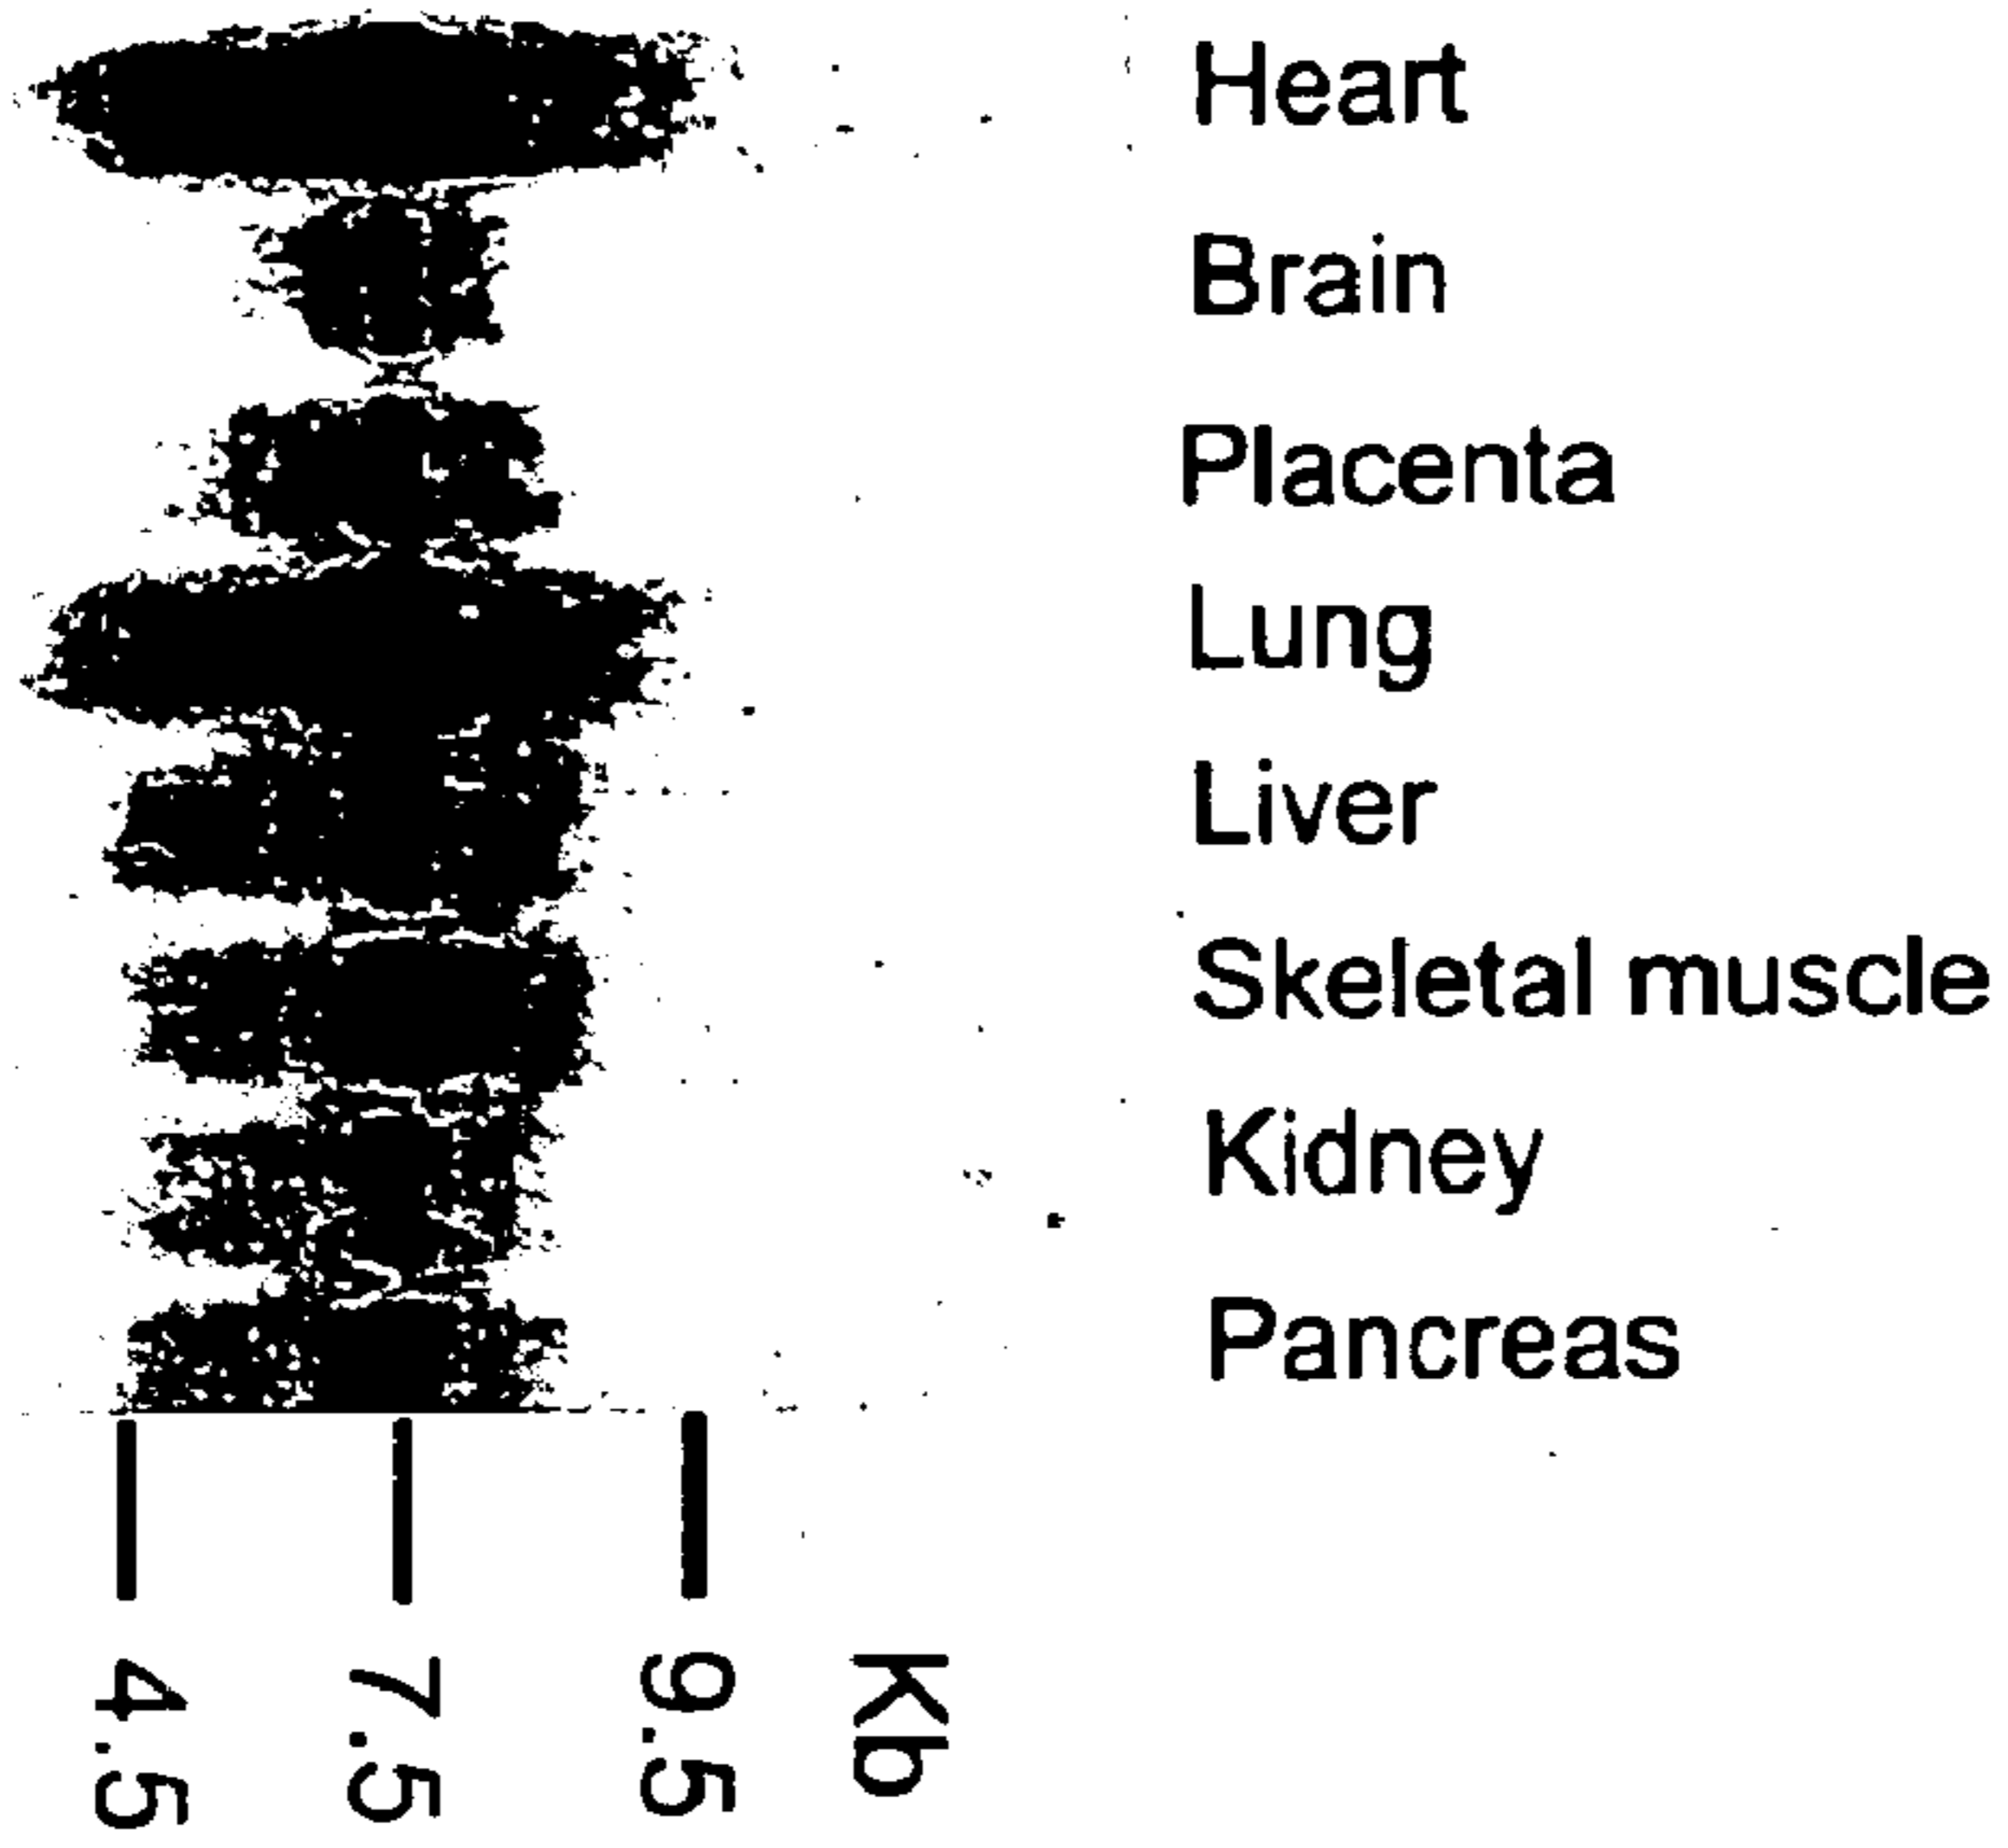 Heart
Brain
Placenta
Lung
Liver
Skeletal muscle
Kidney
Pancreas
4.5
7.5
9.5
Kb